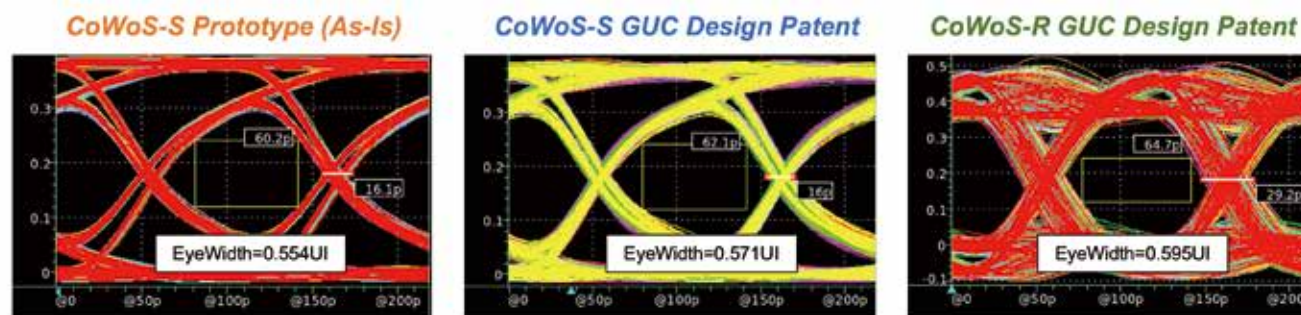 CoWoS-S Prototype (As-Is)
0.3
0.2
0.1
0
60.2p
16.1p
EyeWidth=0.554UI
@0 @50p @100p @150p @200p
CoWoS-S GUC Design Patent
0.3
0.2
0.1
0
62.1p
16p
EyeWidth=0.571UI
@0 @50p @100p @150p @200p
CoWoS-R GUC Design Patent
0.5
0.4
0.3
0.2
0.1
0
-0.1
64.7p
29.2p
EyeWidth=0.595UI
@0 @50p @100p @150p @200p